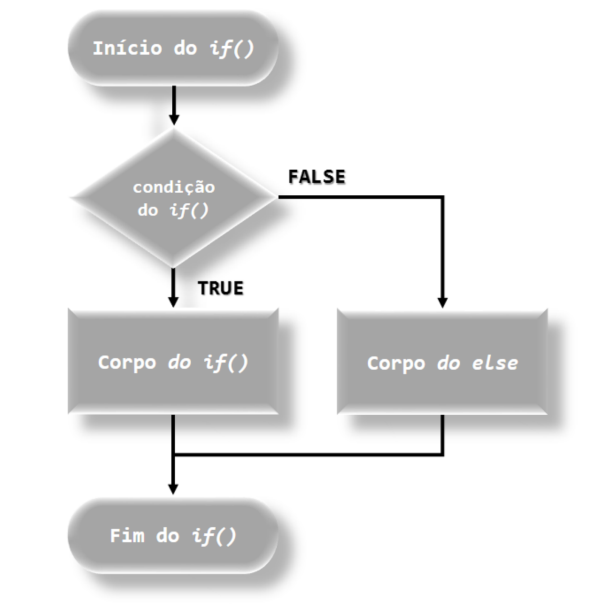 Início do if()
condição
do if()
FALSE
TRUE
Corpo do if()
Corpo do else
Fim do if()